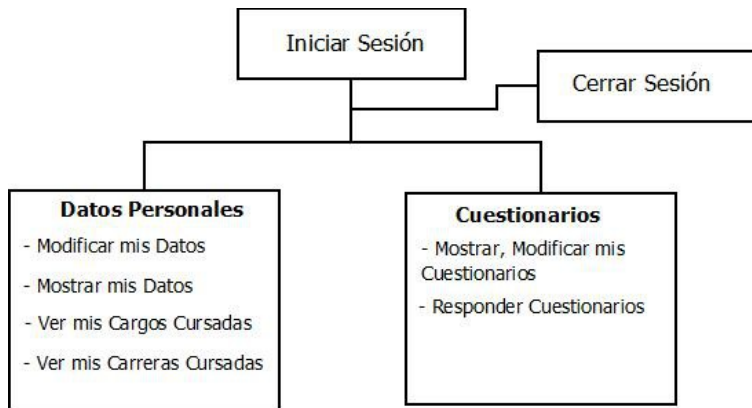 Iniciar Sesión
Cerrar Sesión
Datos Personales
- Modificar mis Datos
- Mostrar mis Datos
- Ver mis Cargos Cursadas
- Ver mis Carreras Cursadas
Cuestionarios
- Mostrar, Modificar mis
Cuestionarios
- Responder Cuestionarios